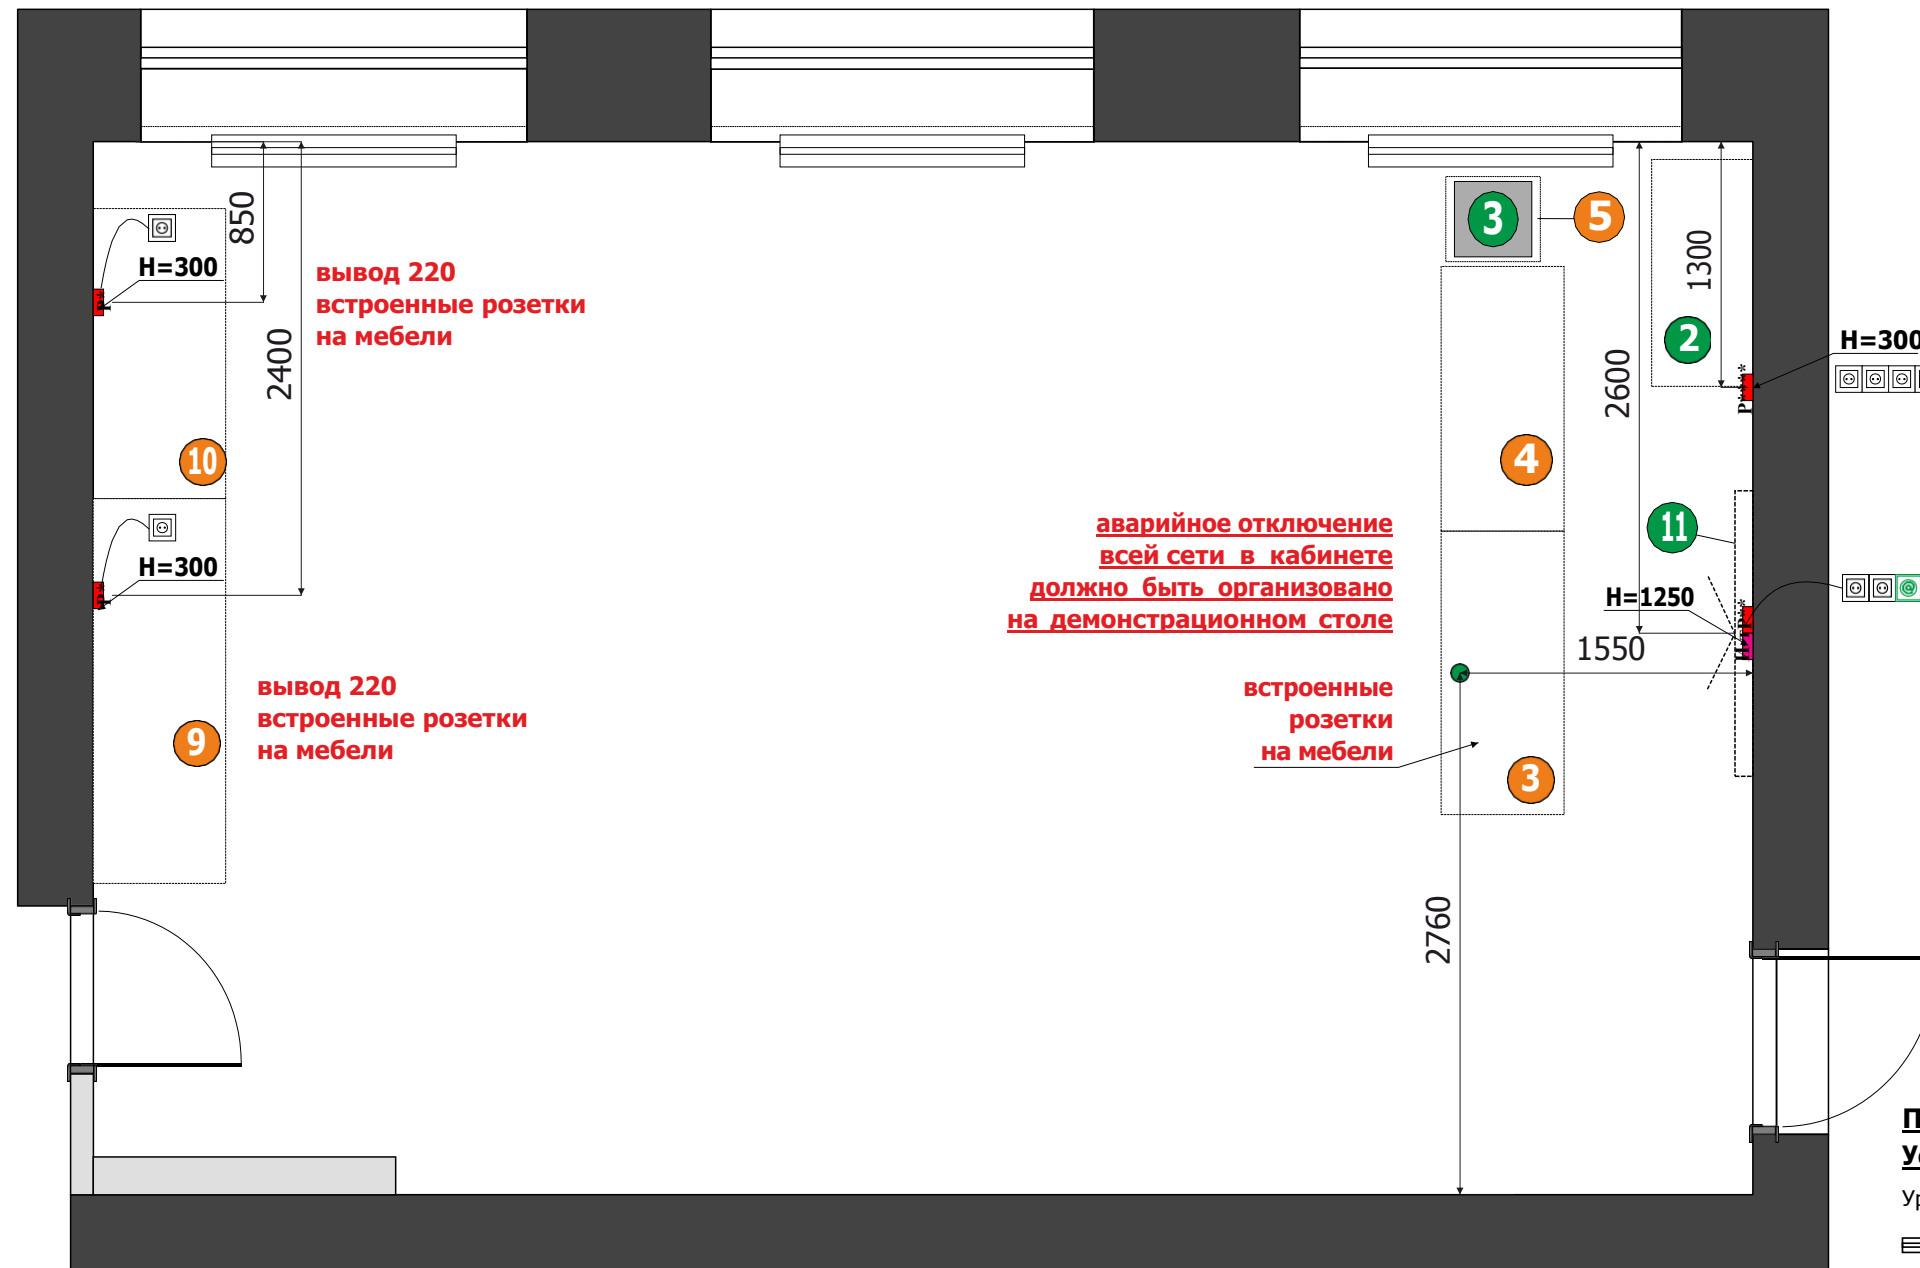 850
H=300
вывод 220
встроенные розетки
на мебели
2400
10
H=300
9
вывод 220
встроенные розетки
на мебели
3
5
1300
2
H=300
P****
2600
4
11
аварийное отключение
всей сети в кабинете
должно быть организовано
на демонстрационном столе
@
H=1250
1550
встроенные
розетки
на мебели
3
2760